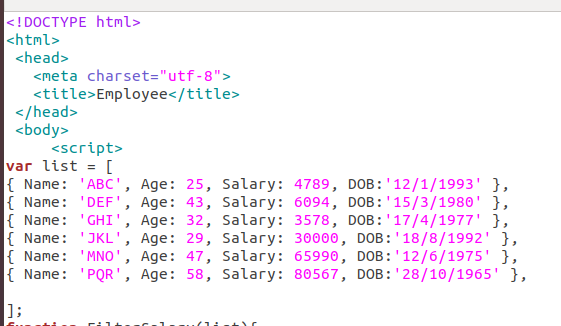 <!DOCTYPE html>
<html>
<head>
<meta charset="utf-8">
<title>Employee</title>
</head>
<body>
<script>
var list = [
{ Name: 'ABC', Age: 25, Salary: 4789, DOB:'12/1/1993' },
{ Name: 'DEF', Age: 43, Salary: 6094, DOB:'15/3/1980' },
{ Name: 'GHI', Age: 32, Salary: 3578, DOB:'17/4/1977' },
{ Name: 'JKL', Age: 29, Salary: 30000, DOB:'18/8/1992' },
{ Name: 'MNO', Age: 47, Salary: 65990, DOB:'12/6/1975' },
{ Name: 'PQR', Age: 58, Salary: 80567, DOB:'28/10/1965' },
];
function FilterSalary(list){